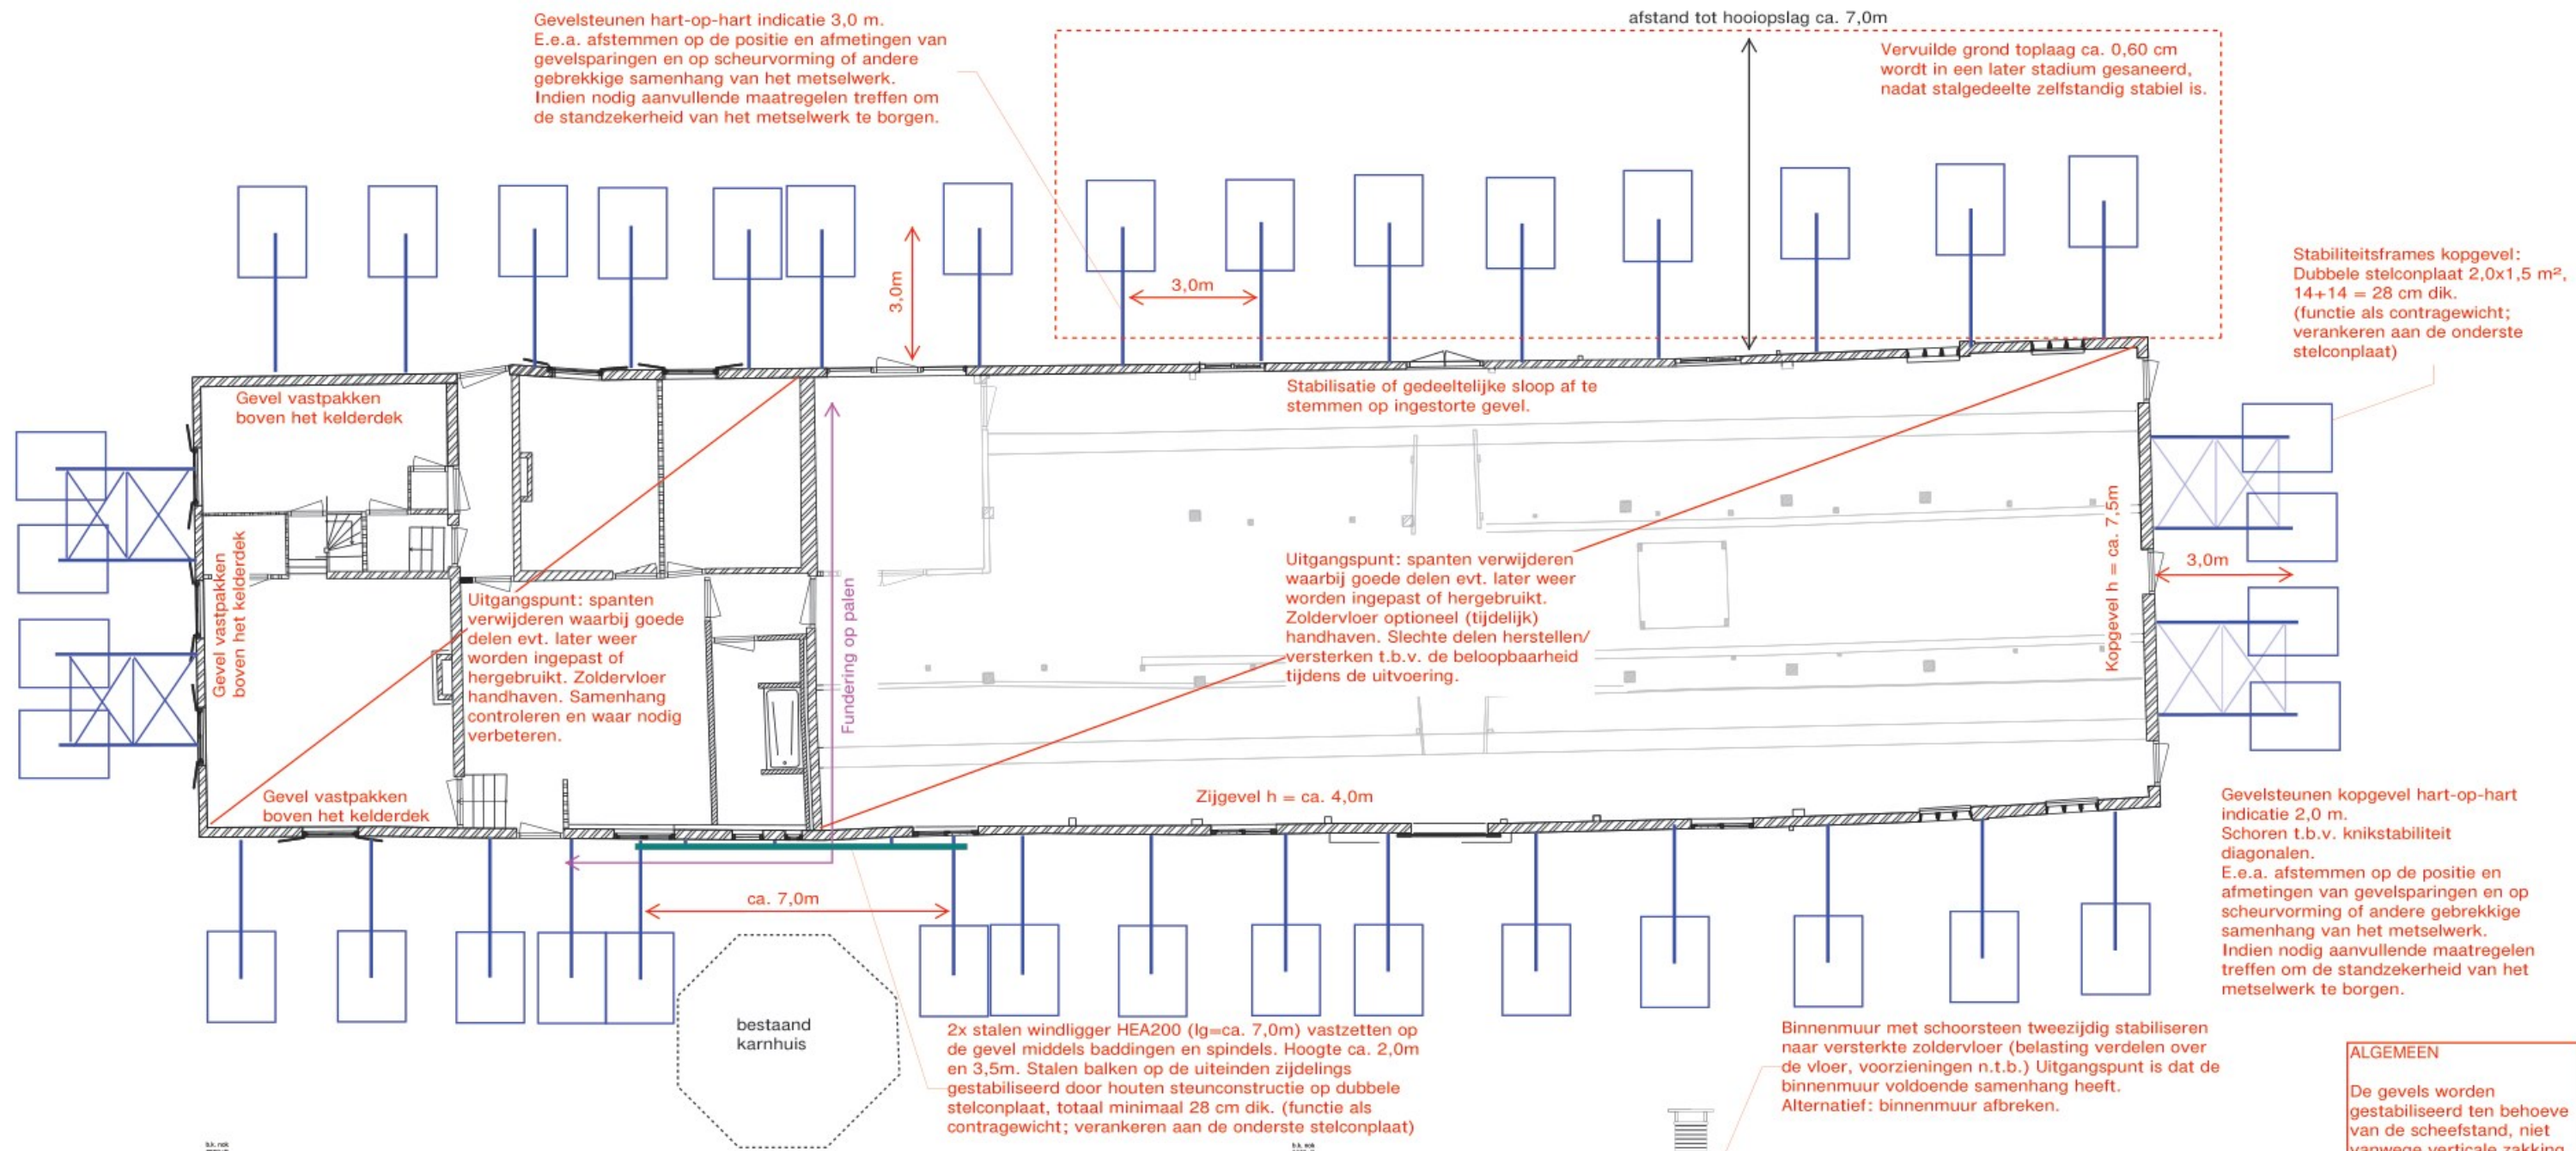 Gevelsteunen hart-op-hart indicatie 3,0 m.
E.e.a. afstemmen op de positie en afmetingen van
gevelsparingen en op scheurvorming of andere
gebrekkige samenhang van het metselwerk.
Indien nodig aanvullende maatregelen treffen om
de standzekerheid van het metselwerk te borgen.
afstand tot hooiopslag ca. 7,0m
Vervuilde grond toplaag ca. 0,60 cm
wordt in een later stadium gesaneerd,
nadat stalgedeelte zelfstandig stabiel is.
Stabiliteitsframes kopgevel:
Dubbele stelconplaat 2,0x1,5 m²,
14+14 = 28 cm dik.
(functie als contragewicht;
verankeren aan de onderste
stelconplaat)
3,0m
3,0m
Gevel vastpakken
boven het kelderdek
Stabilisatie of gedeeltelijke sloop af te
stemmen op ingestorte gevel.
Gevel vastpakken
boven het kelderdek
Uitgangspunt: spanten
verwijderen waarbij goede
delen evt. later weer
worden ingepast of
hergebruikt. Zoldervloer
handhaven. Samenhang
controleren en waar nodig
verbeteren.
Fundering op palen
Uitgangspunt: spanten verwijderen
waarbij goede delen evt. later weer
worden ingepast of hergebruikt.
Zoldervloer optioneel (tijdelijk)
handhaven. Slechte delen herstellen/
versterken t.b.v. de beloopbaarheid
tijdens de uitvoering.
Kopgevel h = ca. 7,5m
3,0m
Gevel vastpakken
boven het kelderdek
Zijgevel h = ca. 4,0m
Gevelsteunen kopgevel hart-op-hart
indicatie 2,0 m.
Schoren t.b.v. knikstabiliteit
diagonalen.
E.e.a. afstemmen op de positie en
afmetingen van gevelsparingen en op
scheurvorming of andere gebrekkige
samenhang van het metselwerk.
Indien nodig aanvullende maatregelen
treffen om de standzekerheid van het
metselwerk te borgen.
ca. 7,0m
bestaand
karnhuis
2x stalen windligger HEA200 (lg=ca. 7,0m) vastzetten op
de gevel middels baddingen en spindels. Hoogte ca. 2,0m
en 3,5m. Stalen balken op de uiteinden zijdelings
gestabiliseerd door houten steunconstructie op dubbele
stelconplaat, totaal minimaal 28 cm dik. (functie als
contragewicht; verankeren aan de onderste stelconplaat)
Binnenmuur met schoorsteen tweezijdig stabiliseren
naar versterkte zoldervloer (belasting verdelen over
de vloer, voorzieningen n.t.b.) Uitgangspunt is dat de
binnenmuur voldoende samenhang heeft.
Alternatief: binnenmuur afbreken.
ALGEMEEN
De gevels worden
gestabiliseerd ten behoeve
van de scheefstand, niet
vanwege verticale zakking
b.k. nok
b.k. nok